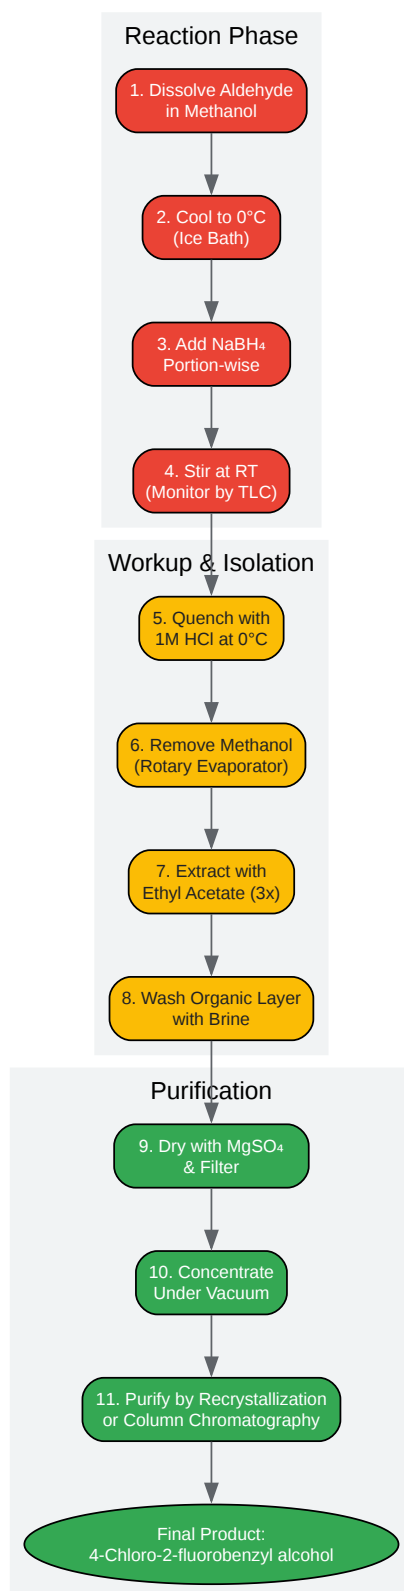 Reaction Phase
1. Dissolve Aldehyde
in Methanol
2. Cool to 0°C
(Ice Bath)
3. Add NaBH₄
Portion-wise
4. Stir at RT
(Monitor by TLC)
Workup & Isolation
5. Quench with
1M HCl at 0°C
6. Remove Methanol
(Rotary Evaporator)
7. Extract with
Ethyl Acetate (3x)
8. Wash Organic Layer
with Brine
Purification
9. Dry with MgSO₄
& Filter
10. Concentrate
Under Vacuum
11. Purify by Recrystallization
or Column Chromatography
Final Product:
4-Chloro-2-fluorobenzyl alcohol